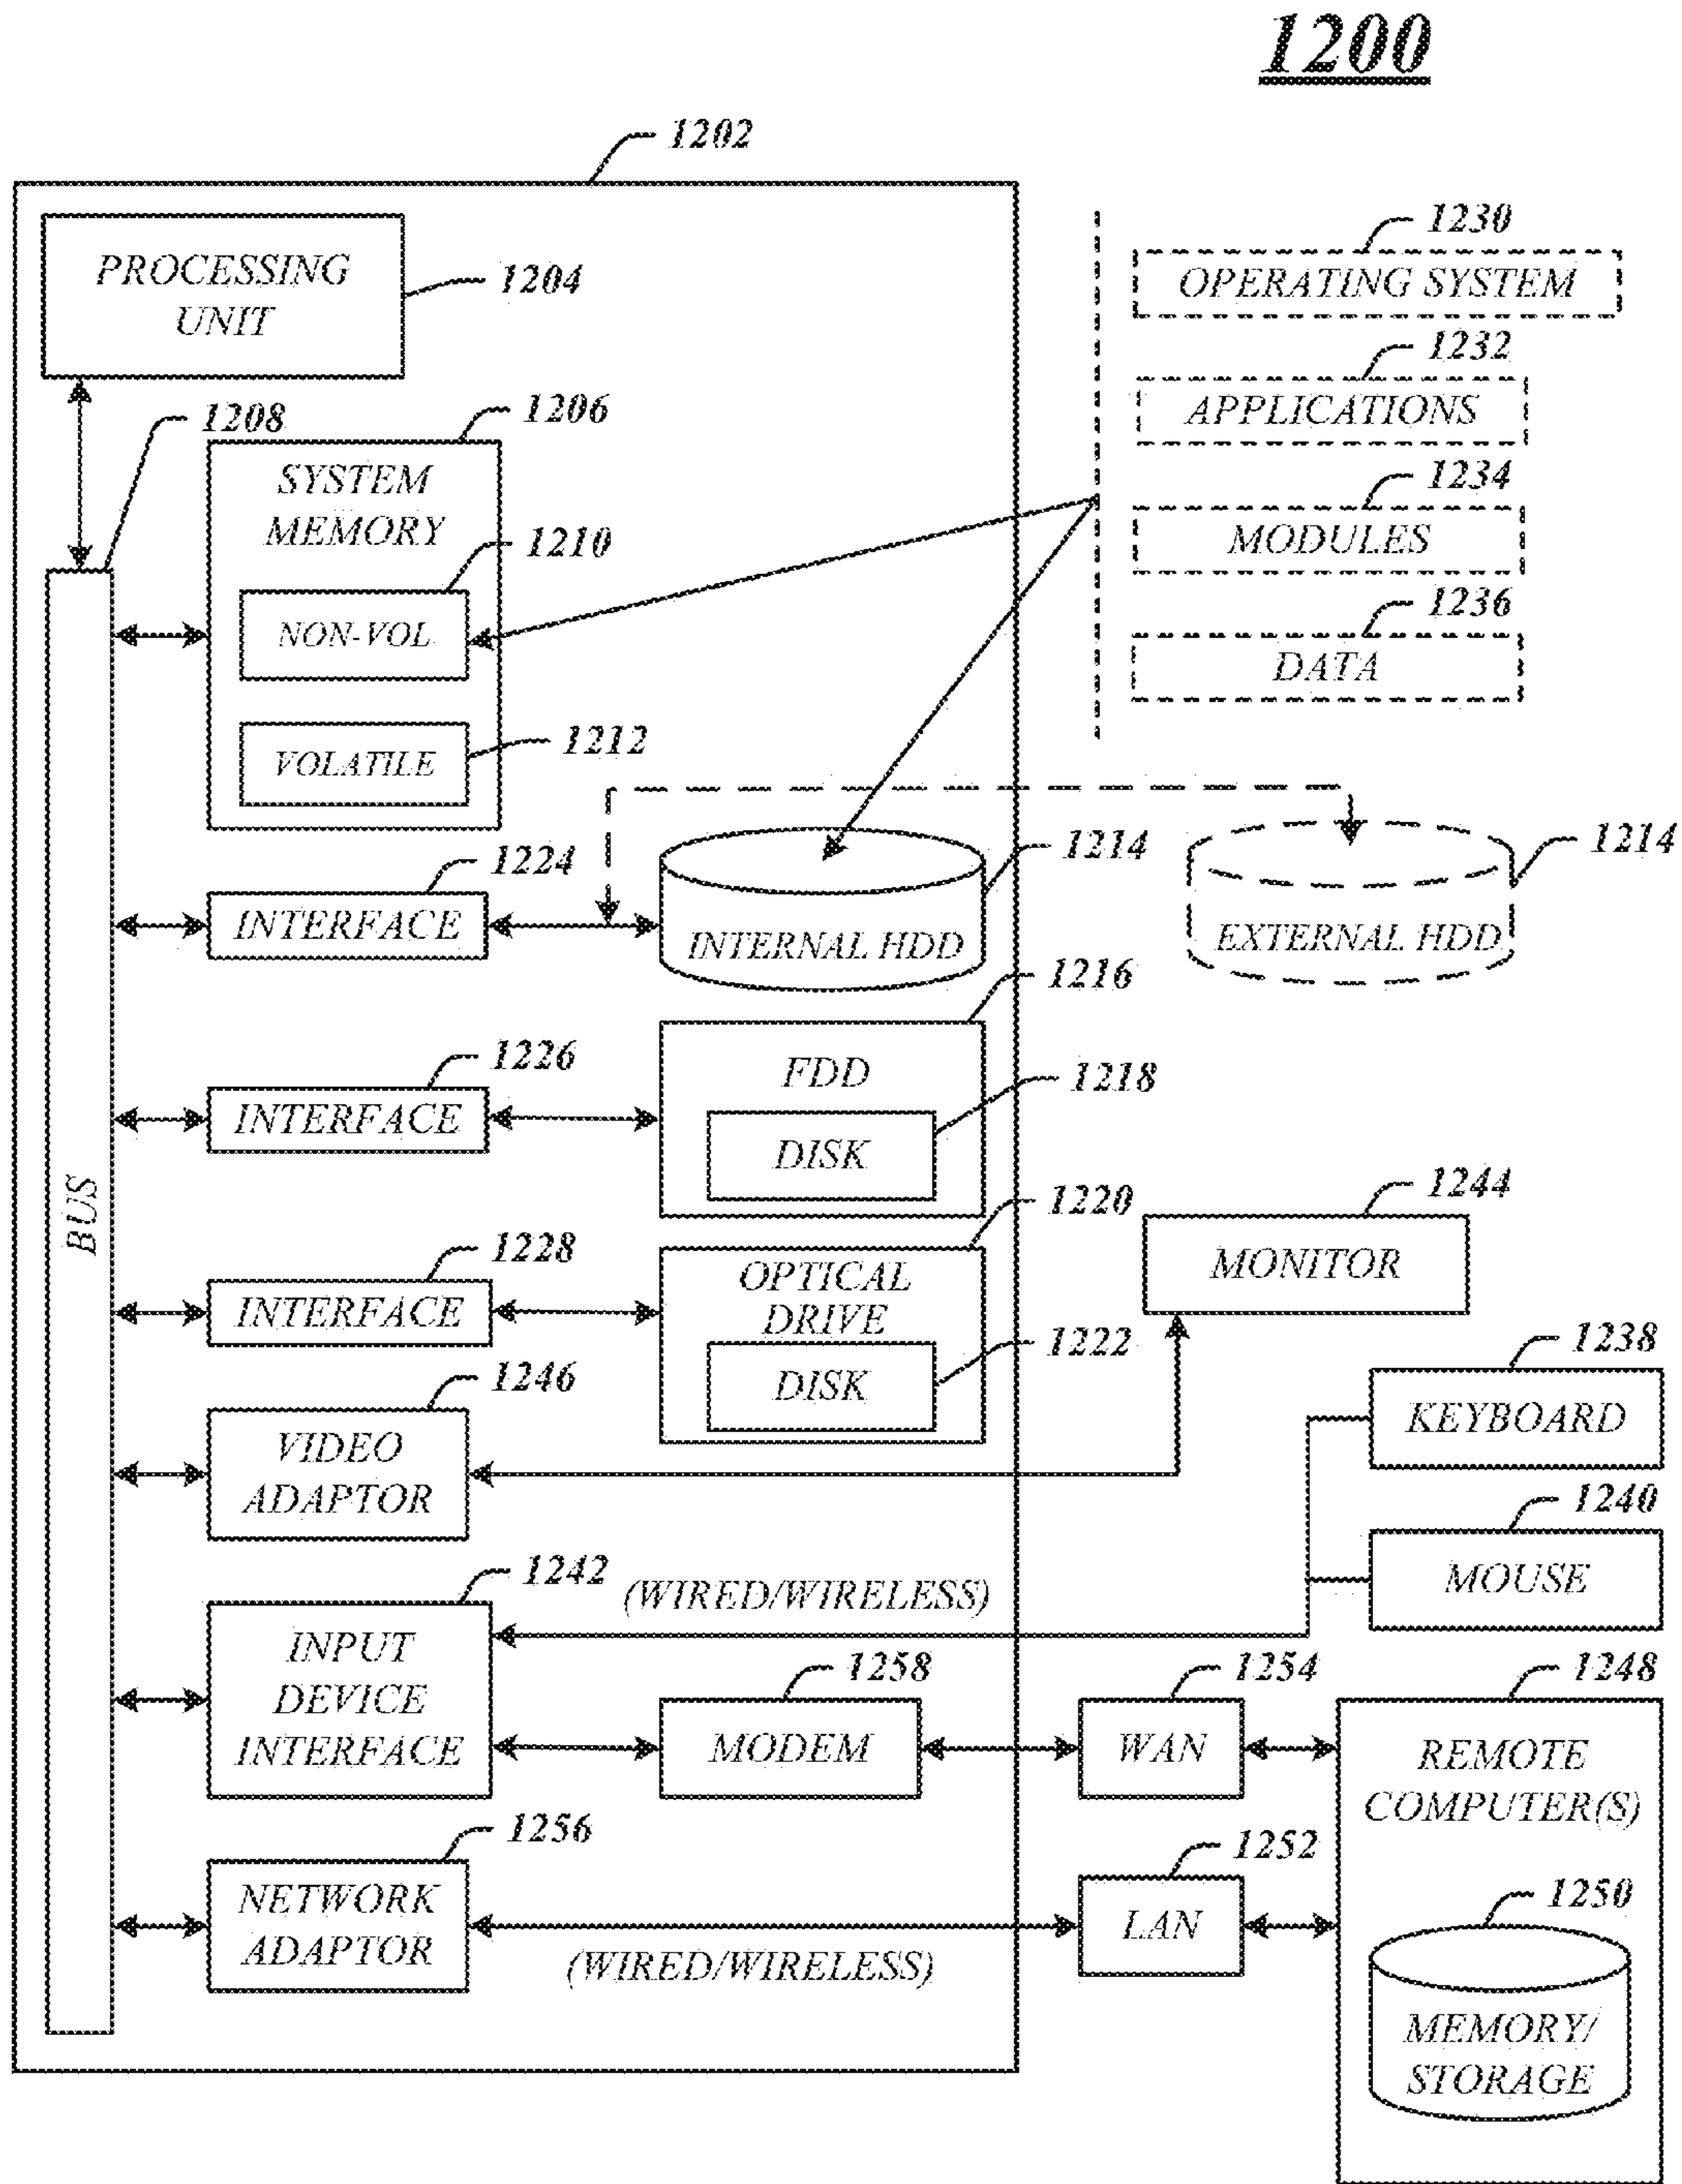 1200
1202
PROCESSING
UNIT
1204
1230
OPERATING SYSTEM
1232
APPLICATIONS
1234
MODULES
1236
DATA
1208
1206
SYSTEM
MEMORY
1210
NON-VOL
1212
VOLATILE
BUS
1224
INTERFACE
1214
INTERNAL HDD
1214
EXTERNAL HDD
1216
FDD
1226
INTERFACE
1218
DISK
1220
OPTICAL
DRIVE
1228
INTERFACE
1222
DISK
1244
MONITOR
1246
VIDEO
ADAPTOR
1238
KEYBOARD
1240
MOUSE
1242
INPUT
DEVICE
INTERFACE
(WIRED/WIRELESS)
1258
MODEM
1254
WAN
1248
REMOTE
COMPUTER(S)
1256
NETWORK
ADAPTOR
(WIRED/WIRELESS)
1252
LAN
1250
MEMORY/
STORAGE